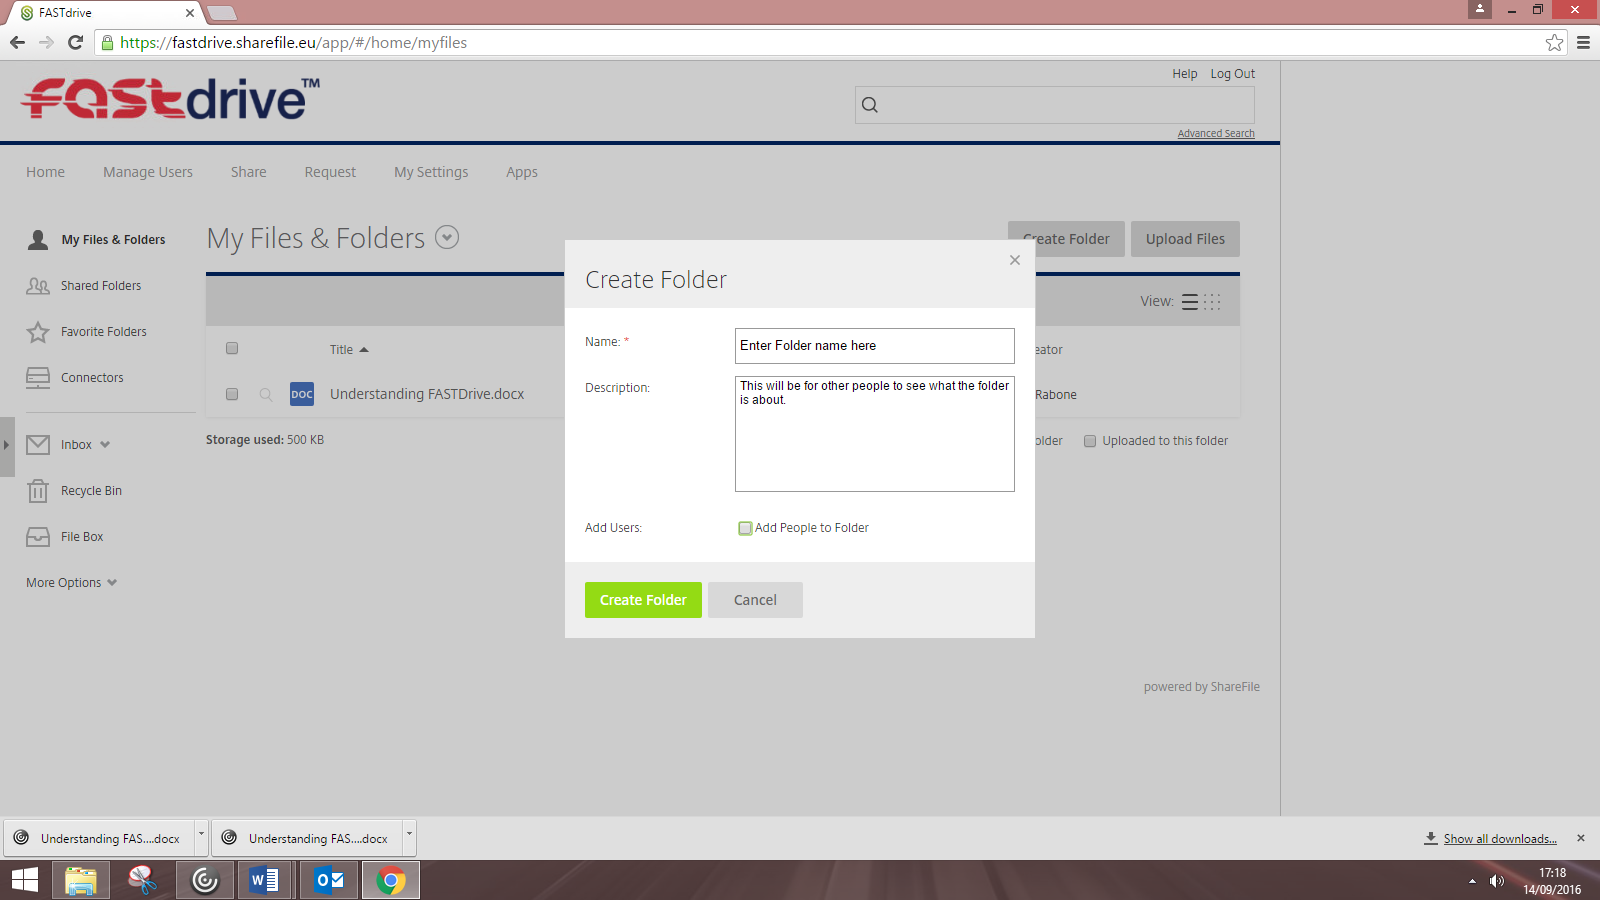 FASTdrive
https://fastdrive.sharefile.eu/app/#/home/myfiles
FASTdrive™
Help Log Out
Advanced Search
Home Manage Users Share Request My Settings Apps
My Files & Folders
Shared Folders
Favorite Folders
Connectors
Inbox
Recycle Bin
File Box
More Options
My Files & Folders
Create Folder Upload Files
View:
Title
eator
DOC Understanding FASTDrive.docx
Rabone
Storage used: 500 KB
older Uploaded to this folder
Create Folder
Name: *
Enter Folder name here
Description:
This will be for other people to see what the folder
is about.
Add Users:
Add People to Folder
Create Folder Cancel
powered by ShareFile
Understanding FAS....docx Understanding FAS....docx
Show all downloads...
17:18
14/09/2016